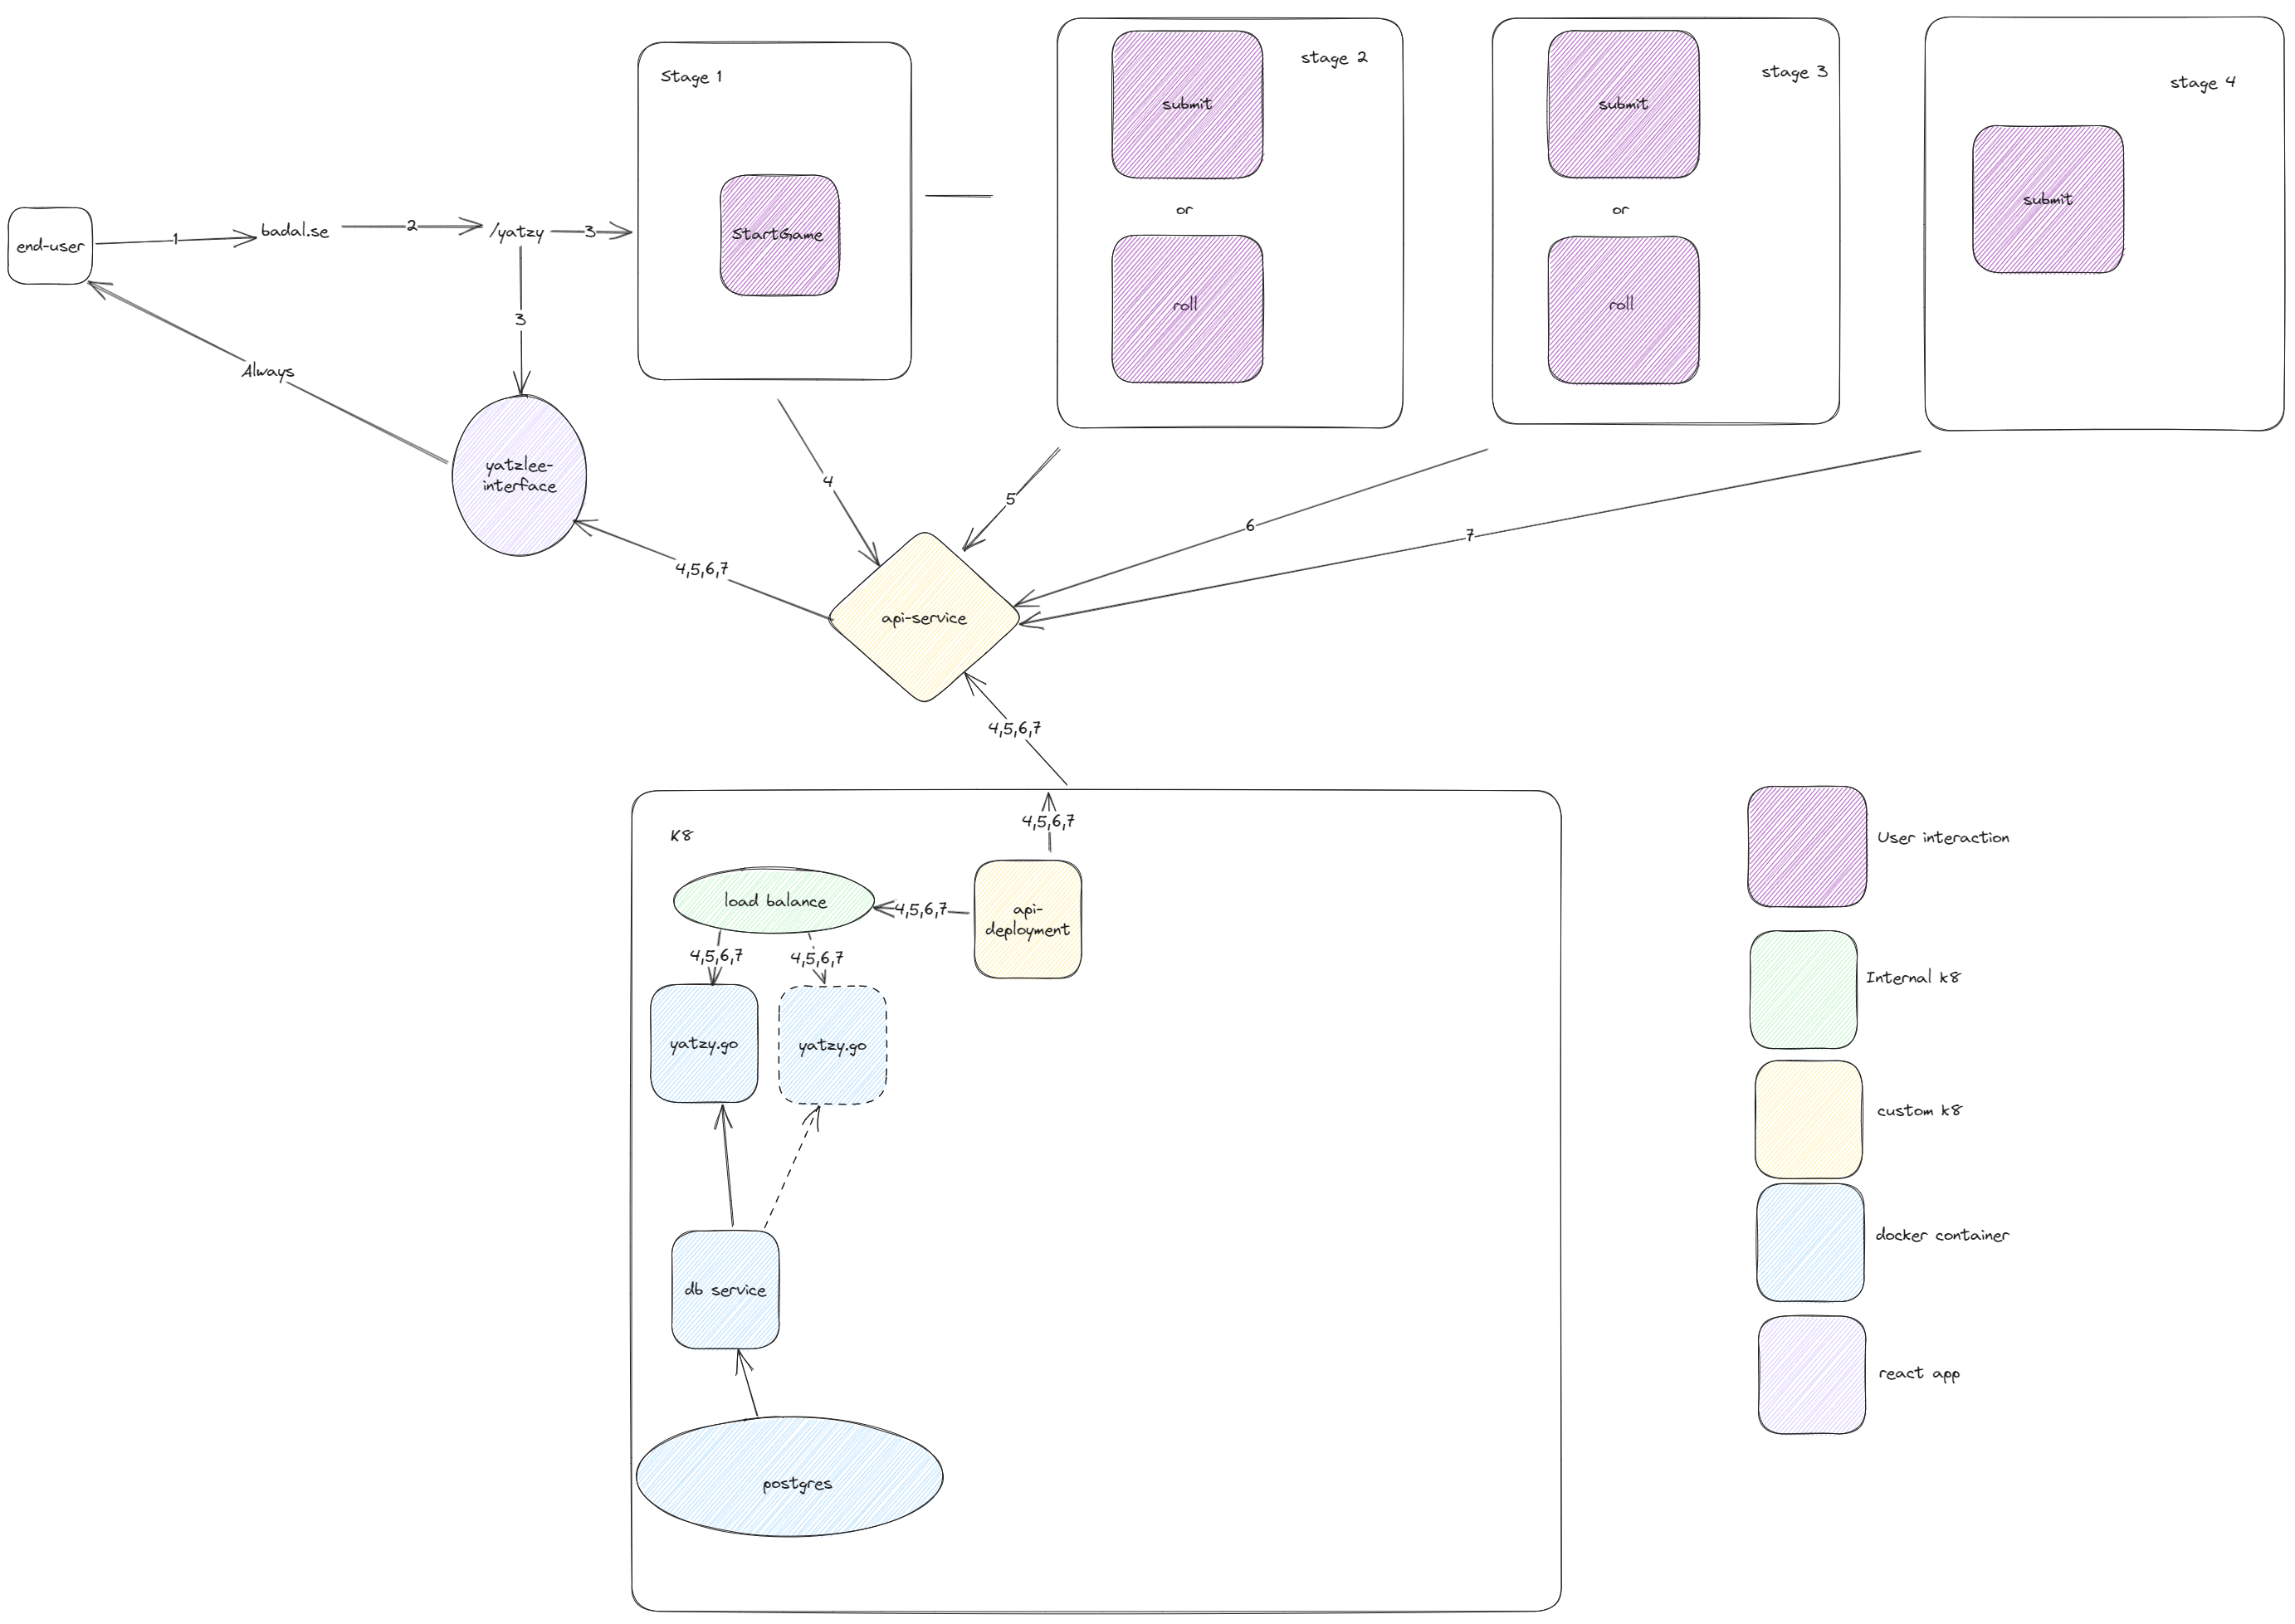 Stage 1
submit
stage 2
or
roll
submit
stage 3
or
roll
stage 4
submit
StartGame
end-user
1
badal.se
2
/yatzy
3
3
Always
yatzlee-
interface
4
5
6
7
4,5,6,7
api-service
4,5,6,7
K8
4,5,6,7
load balance
4,5,6,7
api-
deployment
4,5,6,7
4,5,6,7
yatzy.go
yatzy.go
db service
postgres
User interaction
Internal k8
custom k8
docker container
react app